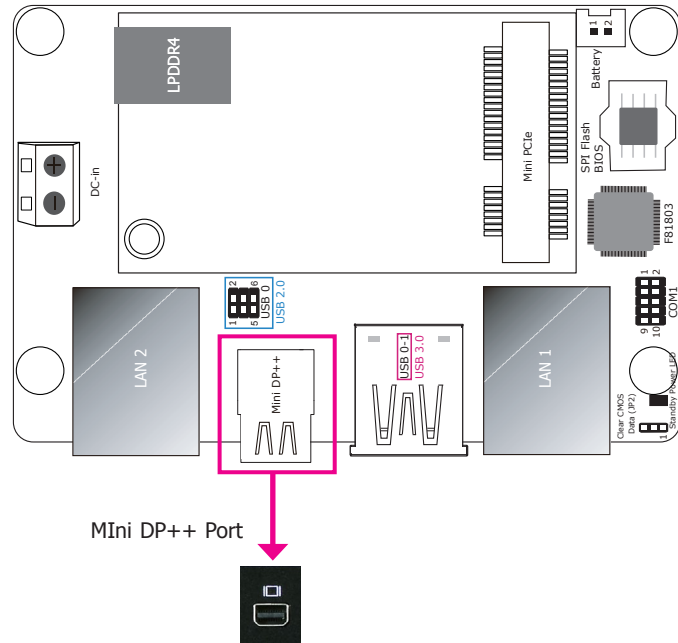 LPDDR4
1 2
Battery
Mini PCIe
SPI Flash
BIOS
DC-in
F81803
2 6
1 5
USB 0
USB 2.0
1 2
9 10
COM1
LAN 2
Mini DP++
USB 0-1
USB 3.0
LAN 1
Clear CMOS
Data (JP2)
1
Standby Power LED
MIni DP++ Port